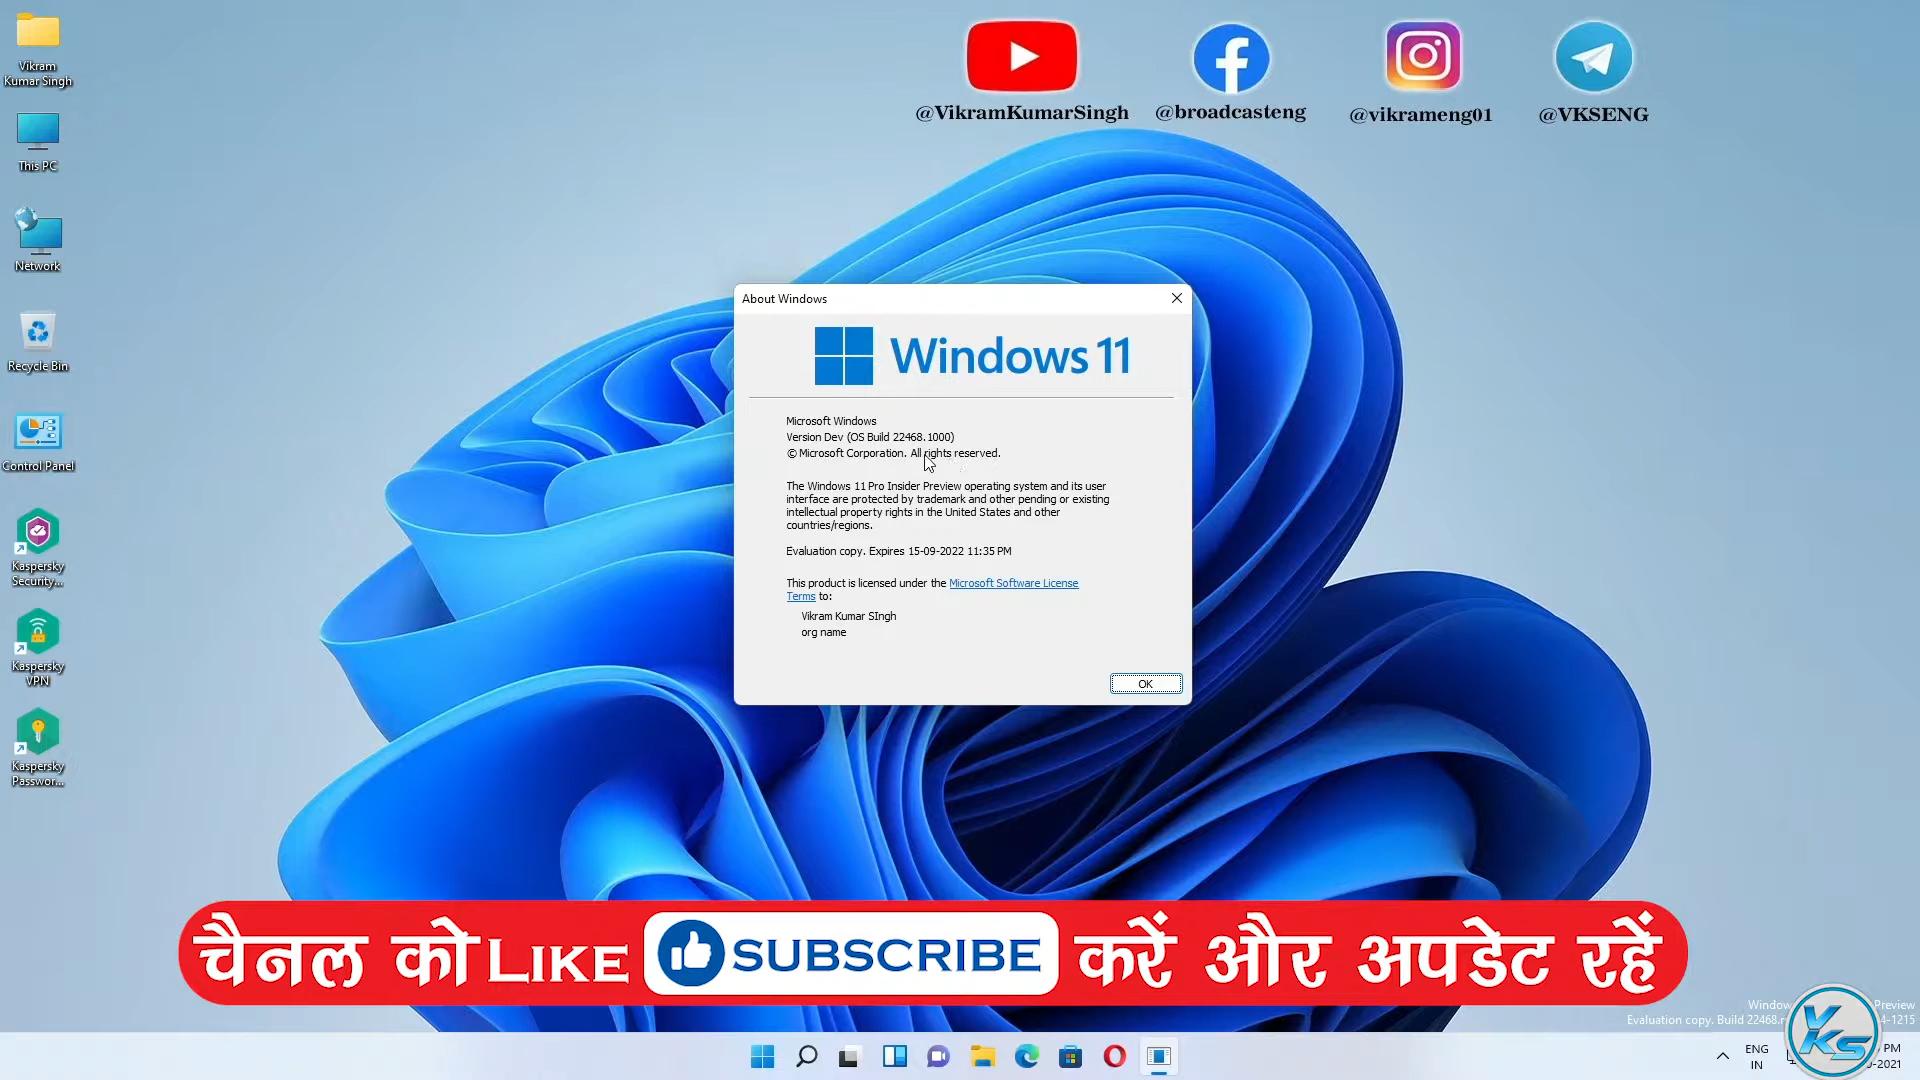 @VikramKumarSingh
@broadcasteng
@vikrameng01
@VKSENG
Vikram
Kumar Singh
This PC
Network
Recycle Bin
Control Panel
Kaspersky
Security...
Kaspersky
VPN
Kaspersky
Passwor...
About Windows
Windows 11
Microsoft Windows
Version Dev (OS Build 22468.1000)
© Microsoft Corporation. All rights reserved.
The Windows 11 Pro Insider Preview operating system and its user
interface are protected by trademark and other pending or existing
intellectual property rights in the United States and other
countries/regions.
Evaluation copy. Expires 15-09-2022 11:35 PM
This product is licensed under the Microsoft Software License
Terms to:
Vikram Kumar SIngh
org name
OK
चैनल को LIKE SUBSCRIBE करें और अपडेट रहें
Preview
Evaluation copy. Build 22468.
VKS
ENG
IN
PM
-2021